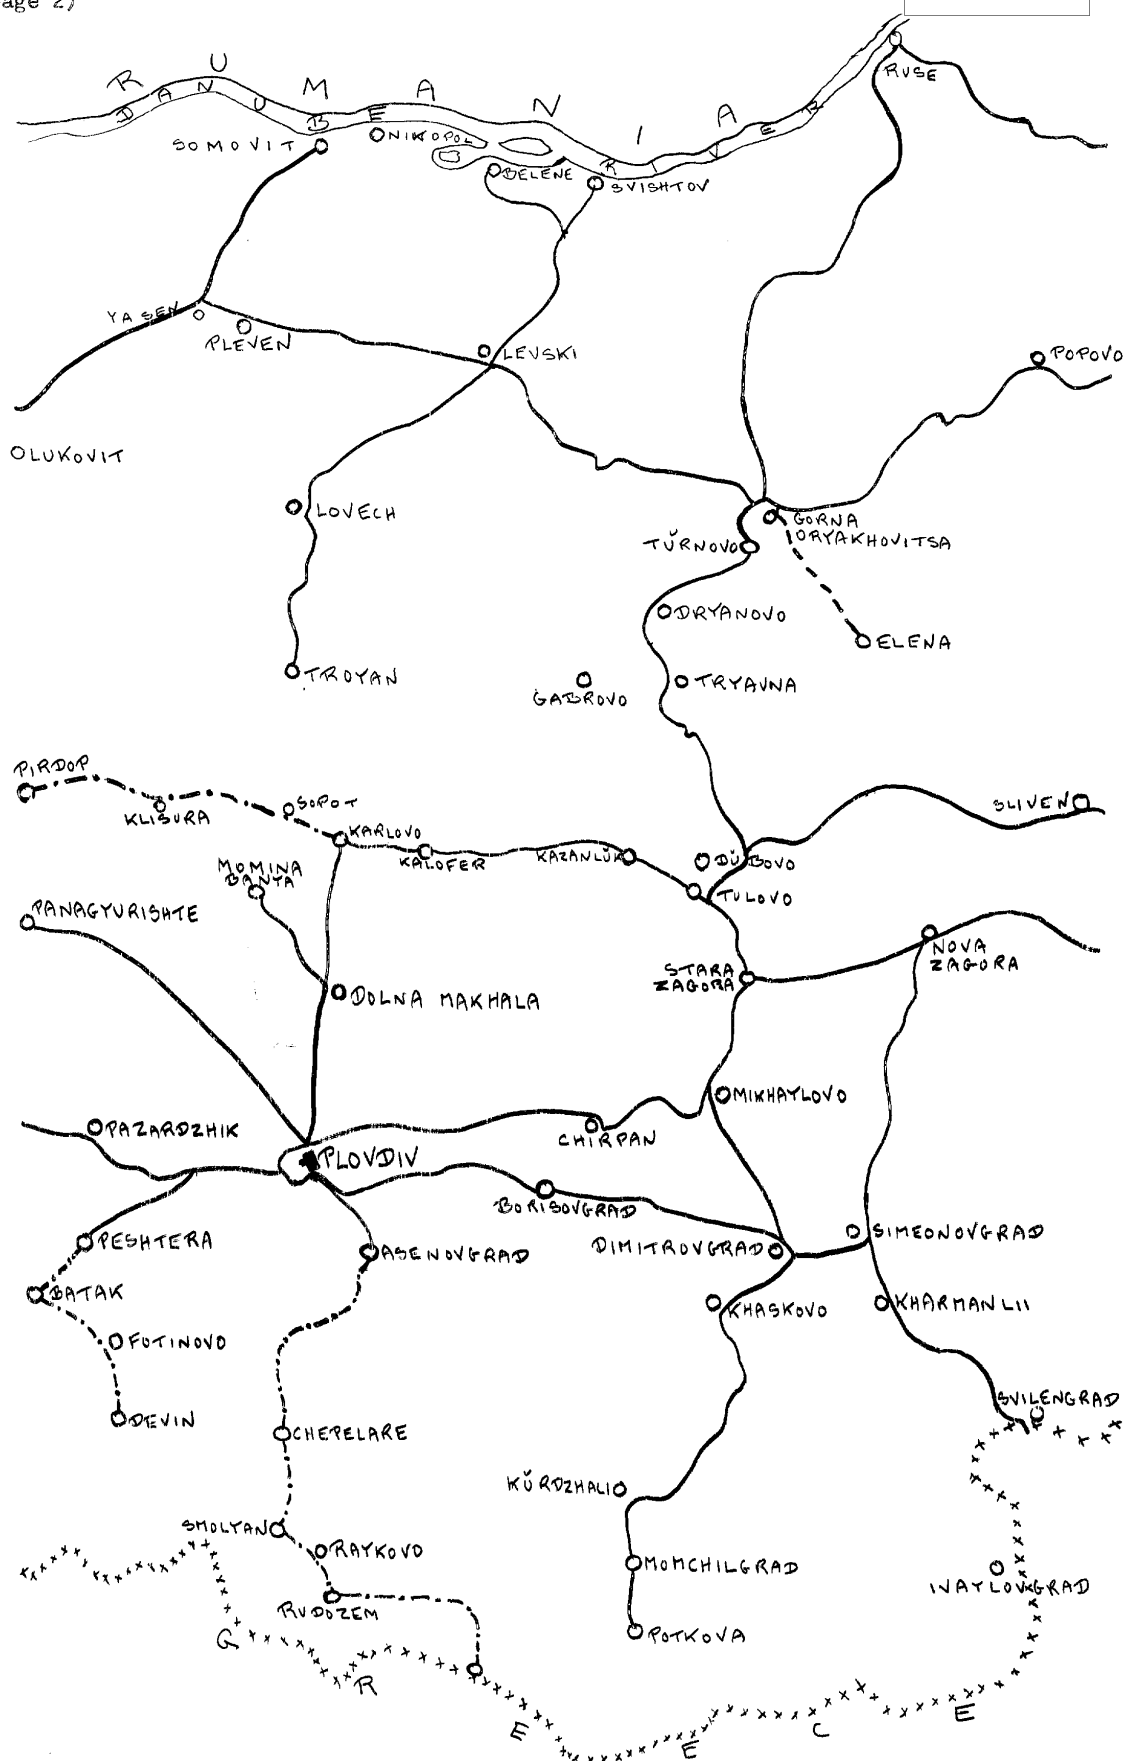 age 2)
RUMANIA
DANUBE RIVER
RUSE
SOMOVIT
NIKOPOL
BELENE
SVISHTOV
YASEN
PLEVEN
LEVSKI
POPOVO
LUKOVIT
LOVECH
GORNA
ORYAKHOVITSA
TŬRNOVO
DRYANOVO
ELENA
TROYAN
GABROVO
TRYAVNA
PIRDOP
KLISURA
SOPOT
SLIVEN
KARLOVO
KALOFER
KAZANLŬK
DŬBOVO
MOMINA
BANYA
TULOVO
PANAGYURISHTE
NOVA
ZAGORA
STARA
ZAGORA
DOLNA MAKHALA
MIKHAYLOVO
PAZARDZHIK
CHIRPAN
PLOVDIV
BORISOVGRAD
PESHTERA
ASENOVGRAD
DIMITROVGRAD
SIMEONOVGRAD
BATAK
KHASKOVO
KHARMANLII
FOTINOVO
DEVIN
SVILENGRAD
CHEPELARE
KŬRDZHALI
SMOLYAN
RAYKOVO
MOMCHILGRAD
IVAYLOVGRAD
RUDOZEM
POTKOVA
GREECE